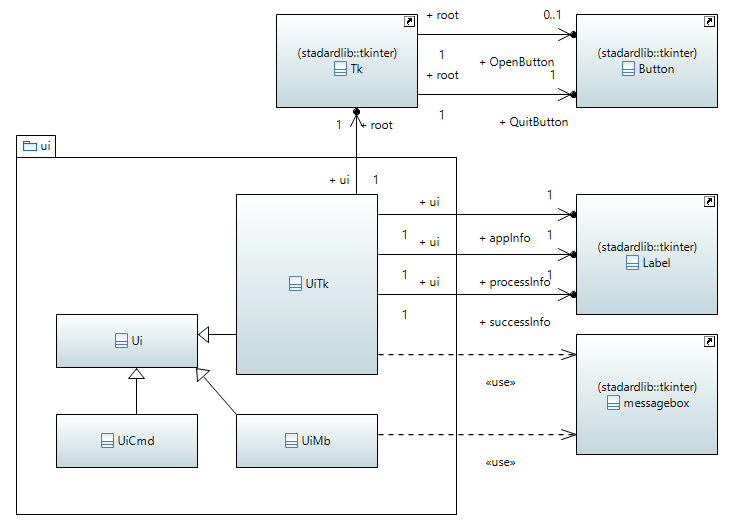 + root
0..1
(stadardlib::tkinter)
Tk
1
+ OpenButton
(stadardlib::tkinter)
Button
+ root
1
1
+ QuitButton
1
+ root
ui
+ ui
1
+ ui
1
1
+ appInfo
+ ui
1
(stadardlib::tkinter)
Label
UiTk
1
+ processInfo
+ ui
1
1
+ successInfo
Ui
«use»
(stadardlib::tkinter)
messagebox
UiCmd
UiMb
«use»